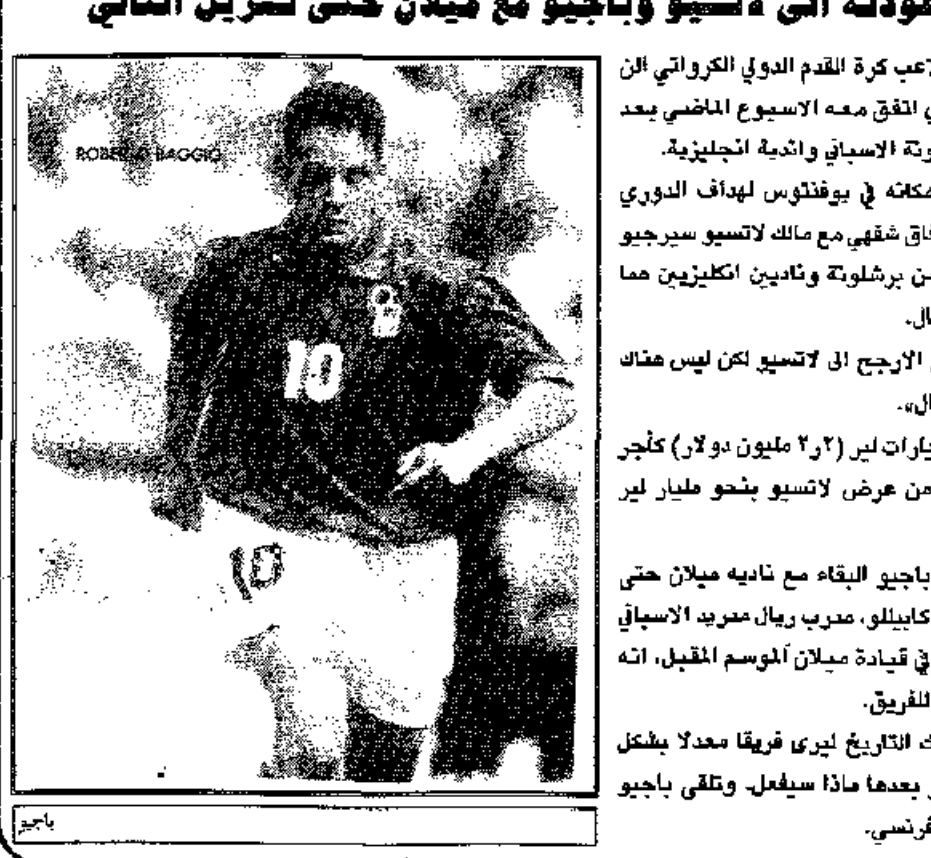 عودته الى لاتسيو وباجيو مع ميلان حتى
لاعب كرة القدم الدولي الكرواتي الن
ي اتفق معه الاسبوع الماضي بعد
ونة الاسباني واندية انجليزية.
مكانه في يوفنتوس لهداف الدوري
فاق شفهي مع مالك لاتسيو سيرجيو
من برشلونة وناديين انكليزيين هما
ال.
الارجح الى لاتسيو لكن ليس هناك
ال».
يارات لير (٢ر٢ مليون دولار) كأجر
من عرض لاتسيو بنحو مليار لير
باجيو البقاء مع ناديه ميلان حتى
كابيللو، مدرب ريال مدريد الاسباني
في قيادة ميلان الموسم المقبل، انه
للفريق.
ك التاريخ ليرى فريقا معدلا بشكل
ر بعدها ماذا سيفعل. وتلقى باجيو
فرنسي.
ROBERTO BAGGIO
10
10
باجيو